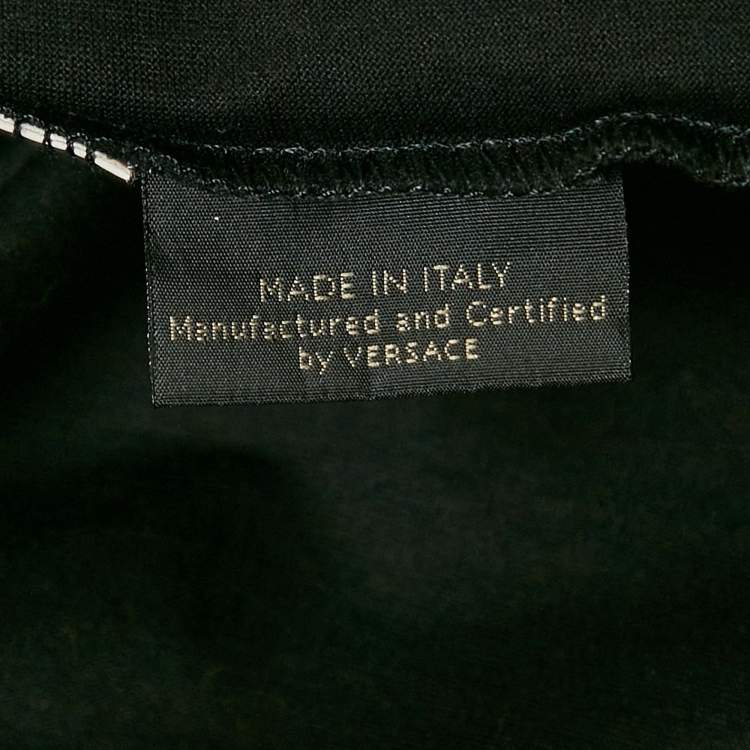 MADE IN ITALY
Manufactured and Certified
by VERSACE